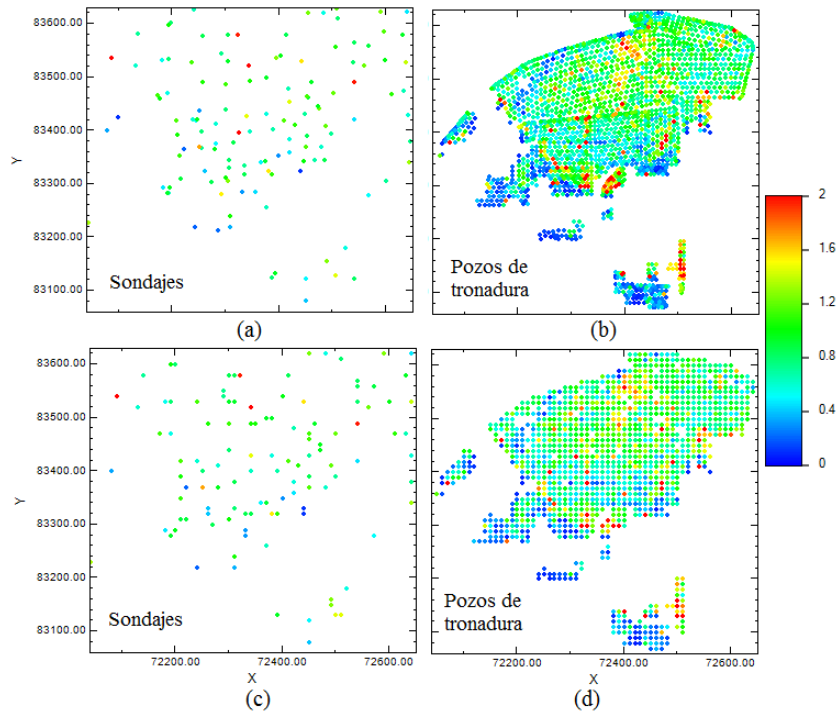 83600.00
83500.00
83400.00
Y
83300.00
83200.00
83100.00
Sondajes
(a)
Pozos de
tronadura
(b)
2
1.6
1.2
0.8
0.4
0
83600.00
83500.00
83400.00
Y
83300.00
83200.00
83100.00
Sondajes
72200.00
72400.00
72600.00
X
(c)
Pozos de
tronadura
72200.00
72400.00
72600.00
X
(d)